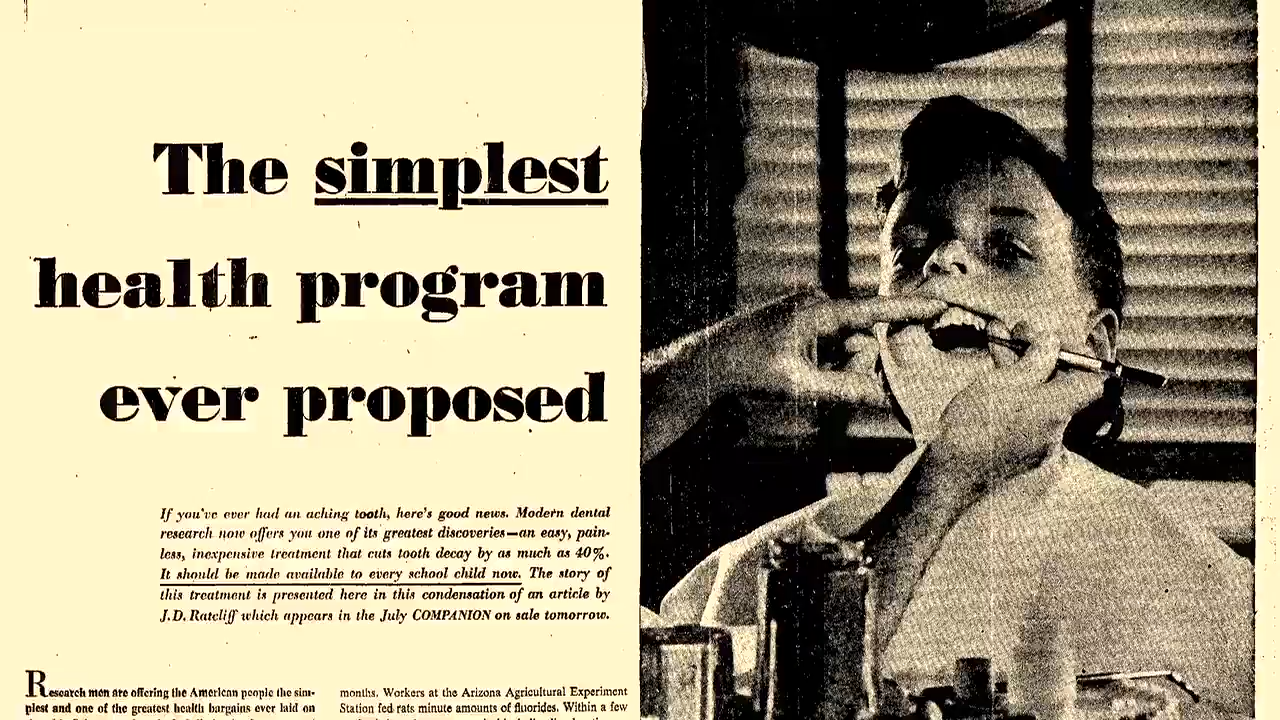 The simplest
health program
ever proposed
If you've ever had an aching tooth, here's good news. Modern dental
research now offers you one of its greatest discoveries—an easy, pain-
less, inexpensive treatment that cuts tooth decay by as much as 40%.
It should be made available to every school child now. The story of
this treatment is presented here in this condensation of an article by
J.D. Ratcliff which appears in the July COMPANION on sale tomorrow.
Research men are offering the American people the sim-
plest and one of the greatest health bargains ever laid on
months. Workers at the Arizona Agricultural Experiment
Station fed rats minute amounts of fluorides. Within a few